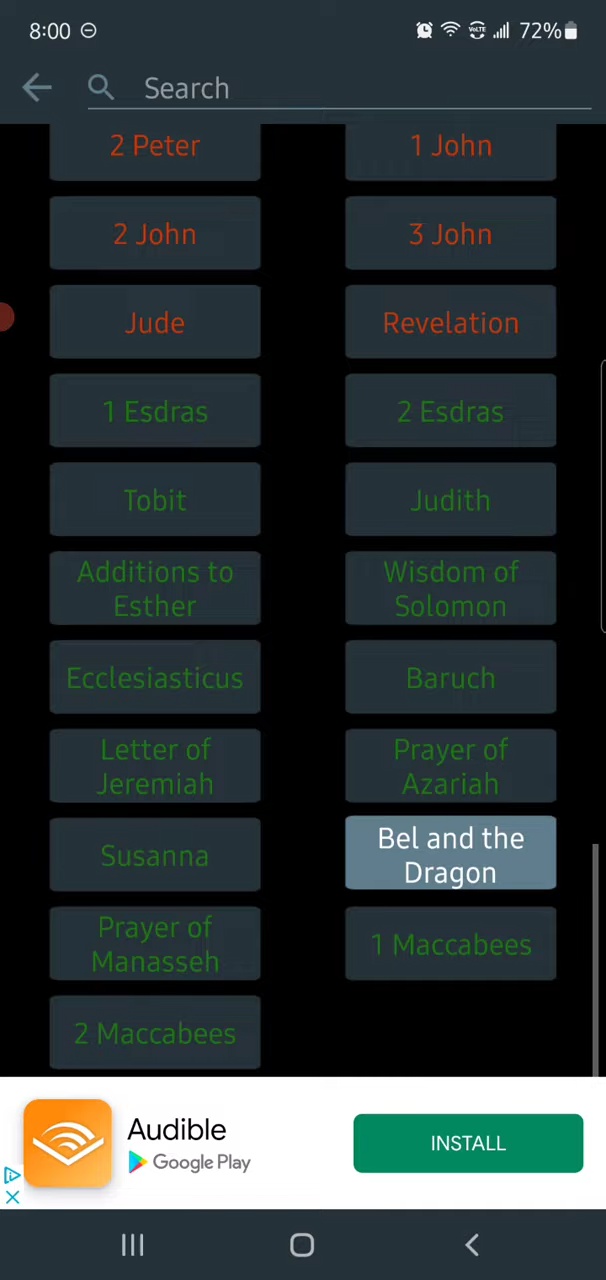 8:00
VoLTE
72%
Search
2 Peter
1 John
2 John
3 John
Jude
Revelation
1 Esdras
2 Esdras
Tobit
Judith
Additions to
Esther
Wisdom of
Solomon
Ecclesiasticus
Baruch
Letter of
Jeremiah
Prayer of
Azariah
Susanna
Bel and the
Dragon
Prayer of
Manasseh
1 Maccabees
2 Maccabees
Audible
Google Play
INSTALL